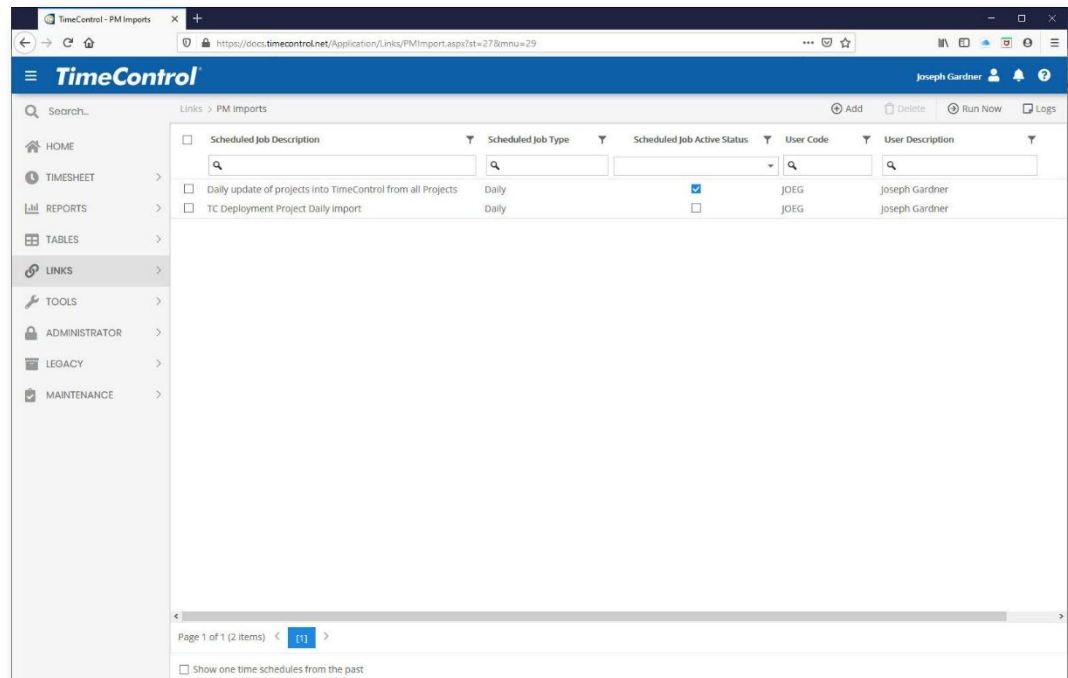 TimeControl - PM Imports
https://docs.timecontrol.net/Application/Links/PMImport.aspx?st=27&mnu=29
TimeControl®
Joseph Gardner
Search...
Links > PM Imports
Add
Delete
Run Now
Logs
HOME
TIMESHEET
REPORTS
TABLES
LINKS
TOOLS
ADMINISTRATOR
LEGACY
MAINTENANCE
Scheduled Job Description Scheduled Job Type Scheduled Job Active Status User Code User Description
Daily update of projects into TimeControl from all Projects Daily JOEG Joseph Gardner
TC Deployment Project Daily Import Daily JOEG Joseph Gardner
Page 1 of 1 (2 items) < [1] >
Show one time schedules from the past